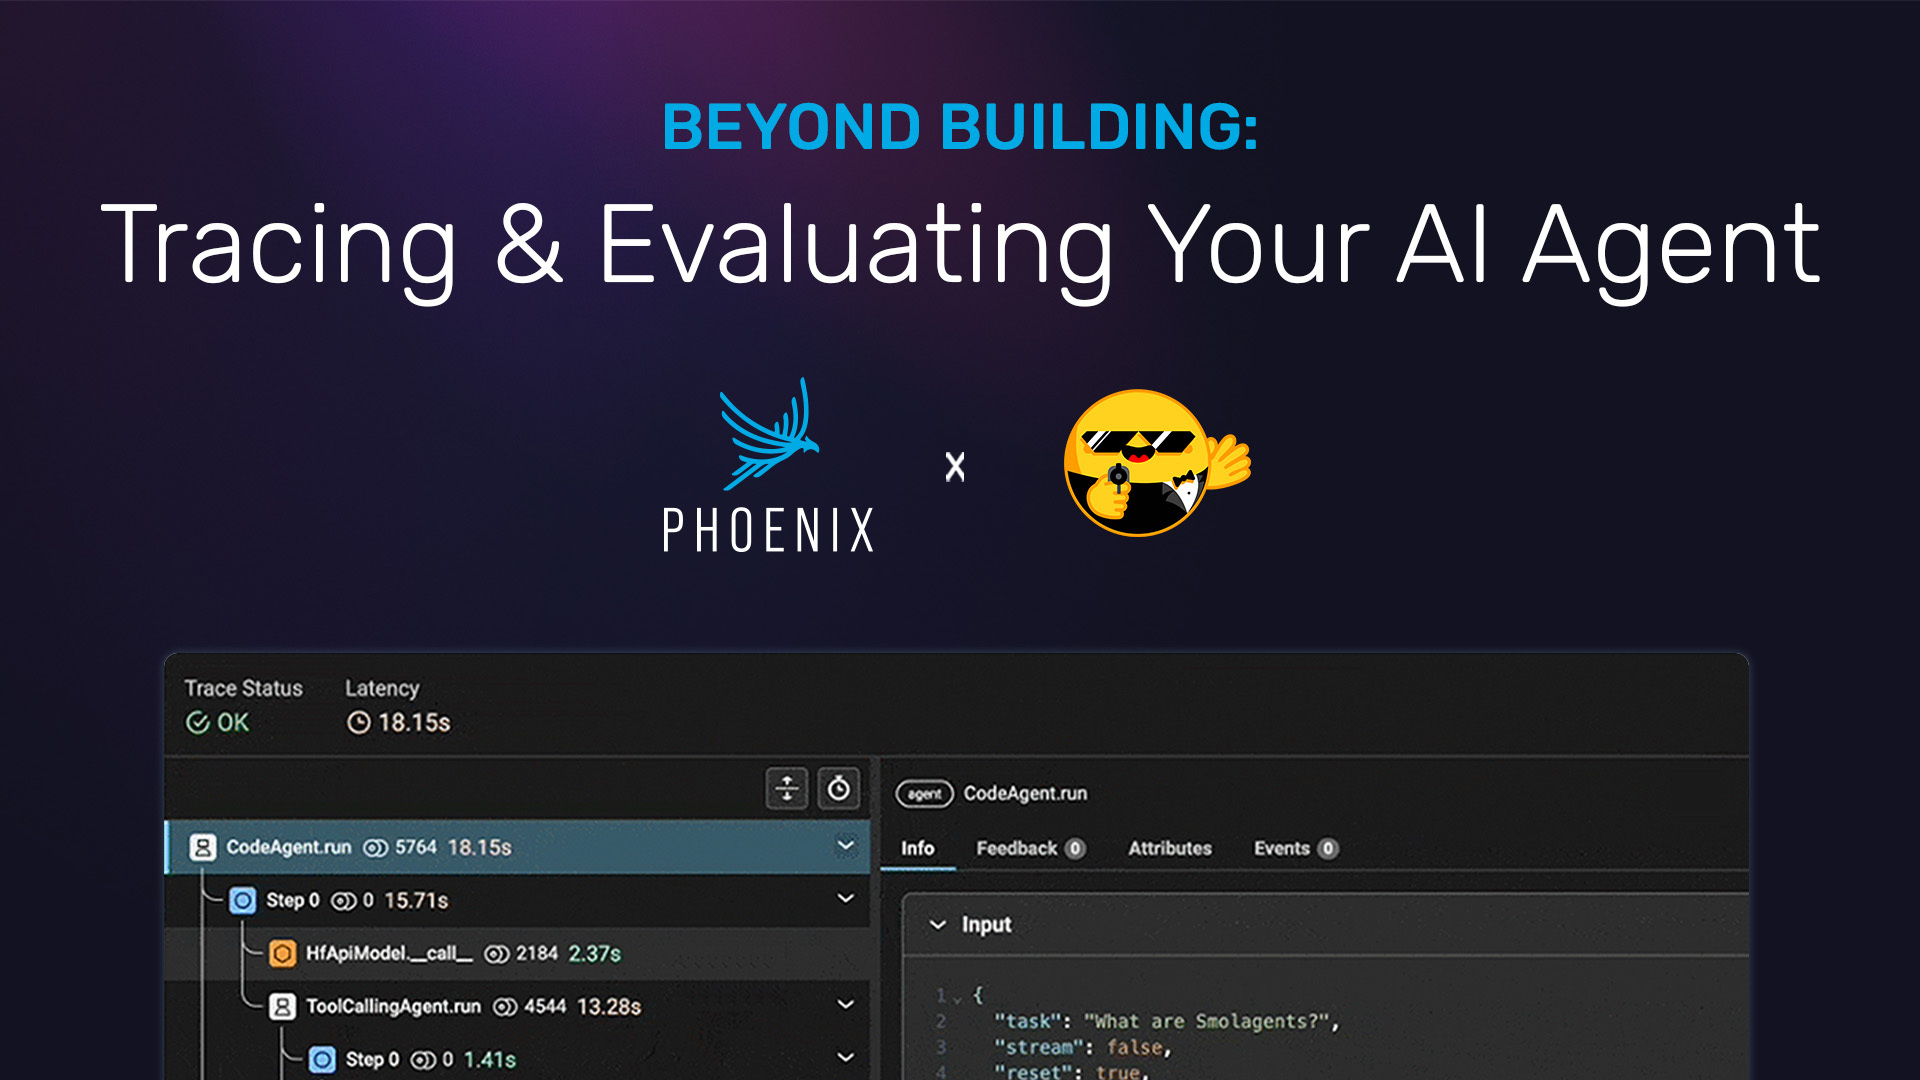 BEYOND BUILDING:
Tracing & Evaluating Your AI Agent
PHOENIX
x
Trace Status
Latency
OK
18.15s
CodeAgent.run 5764 18.15s
Step 0 0 15.71s
HfApiModel.__call__ 2184 2.37s
ToolCallingAgent.run 4544 13.28s
Step 0 0 1.41s
agent CodeAgent.run
Info Feedback 0 Attributes Events 0
Input
1 {
2 "task": "What are Smolagents?",
3 "stream": false,
4 "reset": true,